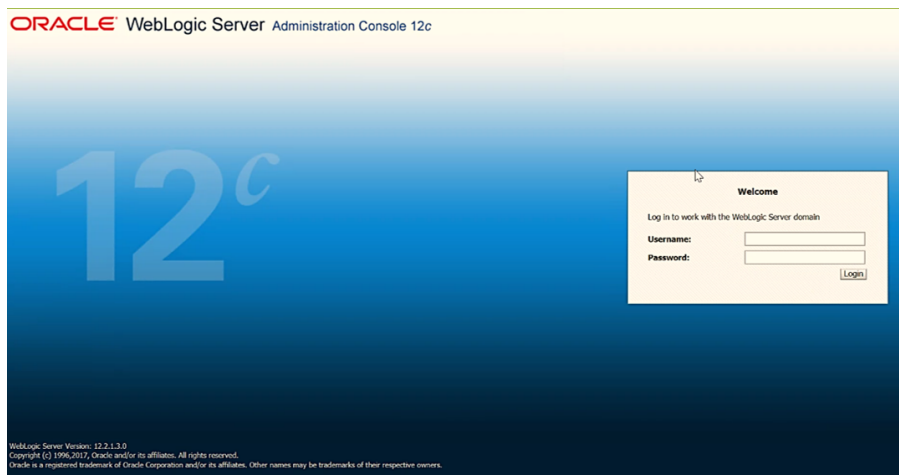 ORACLE WebLogic Server Administration Console 12c
12c
Welcome
Log in to work with the WebLogic Server domain
Username:
Password:
Login
WebLogic Server Version: 12.2.1.3.0
Copyright (c) 1996,2017, Oracle and/or its affiliates. All rights reserved.
Oracle is a registered trademark of Oracle Corporation and/or its affiliates. Other names may be trademarks of their respective owners.